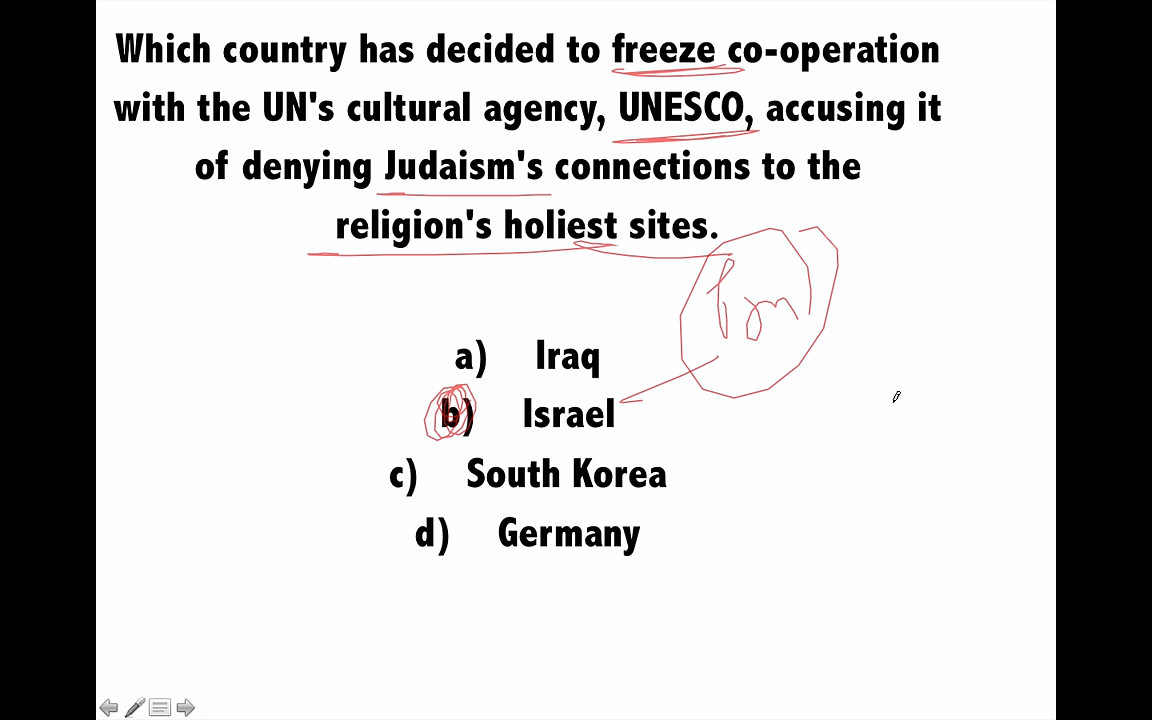 Which country has decided to freeze co-operation
with the UN's cultural agency, UNESCO, accusing it
of denying Judaism's connections to the
religion's holiest sites.
a) Iraq
b) Israel
c) South Korea
d) Germany